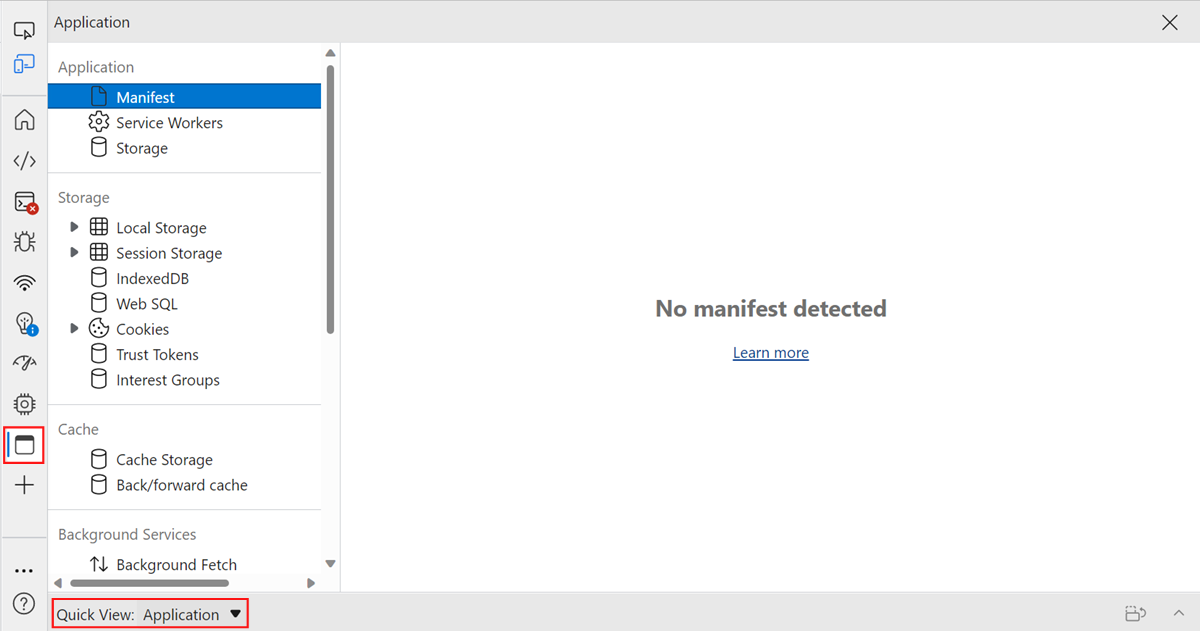 Application
Application
Manifest
Service Workers
Storage
Storage
Local Storage
Session Storage
IndexedDB
Web SQL
Cookies
Trust Tokens
Interest Groups
Cache
Cache Storage
Back/forward cache
Background Services
Background Fetch
No manifest detected
Learn more
Quick View: Application